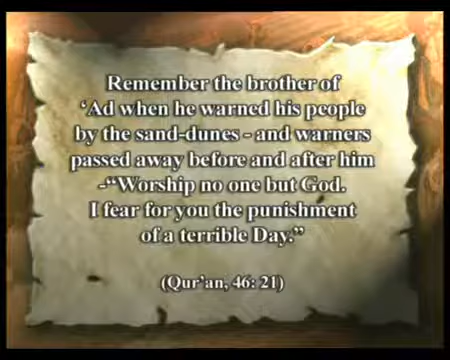 Remember the brother of
‘Ad when he warned his people
by the sand-dunes - and warners
passed away before and after him
-“Worship no one but God.
I fear for you the punishment
of a terrible Day.”
(Qur’an, 46: 21)